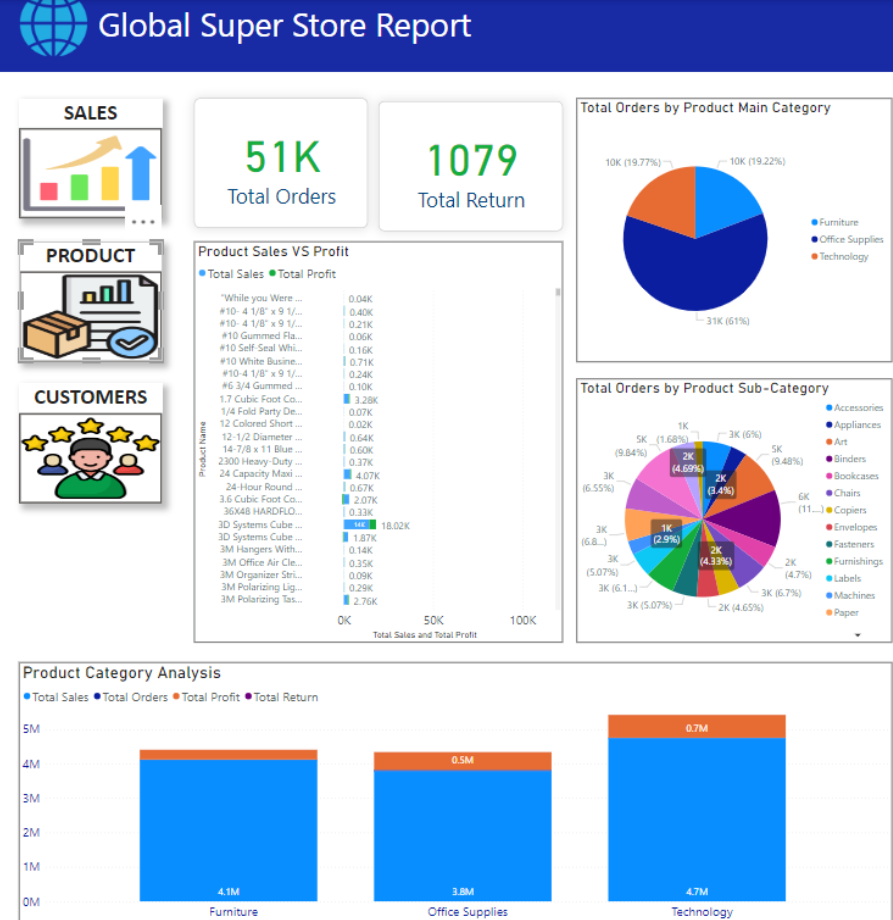 Global Super Store Report
SALES
PRODUCT
CUSTOMERS
51K
Total Orders
1079
Total Return
Product Sales VS Profit
Total Sales Total Profit
Product Name
"While you Were ... 0.04K
#10- 4 1/8" x 9 1/... 0.40K
#10- 4 1/8" x 9 1/... 0.21K
#10 Gummed Fla... 0.06K
#10 Self-Seal Whi... 0.16K
#10 White Busine... 0.71K
#10-4 1/8" x 9 1/... 0.24K
#6 3/4 Gummed ... 0.10K
1.7 Cubic Foot Co... 3.28K
1/4 Fold Party De... 0.07K
12 Colored Short ... 0.02K
12-1/2 Diameter ... 0.64K
14-7/8 x 11 Blue ... 0.60K
2300 Heavy-Duty ... 0.37K
24 Capacity Maxi ... 4.07K
24-Hour Round ... 0.67K
3.6 Cubic Foot Co... 2.07K
36X48 HARDFLO... 0.33K
3D Systems Cube ... 14K 18.02K
3D Systems Cube ... 1.87K
3M Hangers With... 0.14K
3M Office Air Cle... 0.35K
3M Organizer Stri... 0.09K
3M Polarizing Lig... 0.29K
3M Polarizing Tas... 2.76K
0K 50K 100K
Total Sales and Total Profit
Total Orders by Product Main Category
10K (19.77%) 10K (19.22%)
31K (61%)
Furniture
Office Supplies
Technology
Total Orders by Product Sub-Category
1K
(1.68%)
3K (6%)
5K
(9.48%)
6K
(11...)
2K
(4.7%)
3K (6.7%)
2K (4.65%)
3K (5.07%)
3K (6.1...)
3K
(5.07%)
3K
(6.8...)
3K
(6.55%)
5K
(9.84%)
2K
(4.69%)
2K
(3.4%)
1K
(2.9%)
2K
(4.33%)
Accessories
Appliances
Art
Binders
Bookcases
Chairs
Copiers
Envelopes
Fasteners
Furnishings
Labels
Machines
Paper
Product Category Analysis
Total Sales Total Orders Total Profit Total Return
5M
4M
3M
2M
1M
0M
0.5M
0.7M
4.1M
3.8M
4.7M
Furniture
Office Supplies
Technology